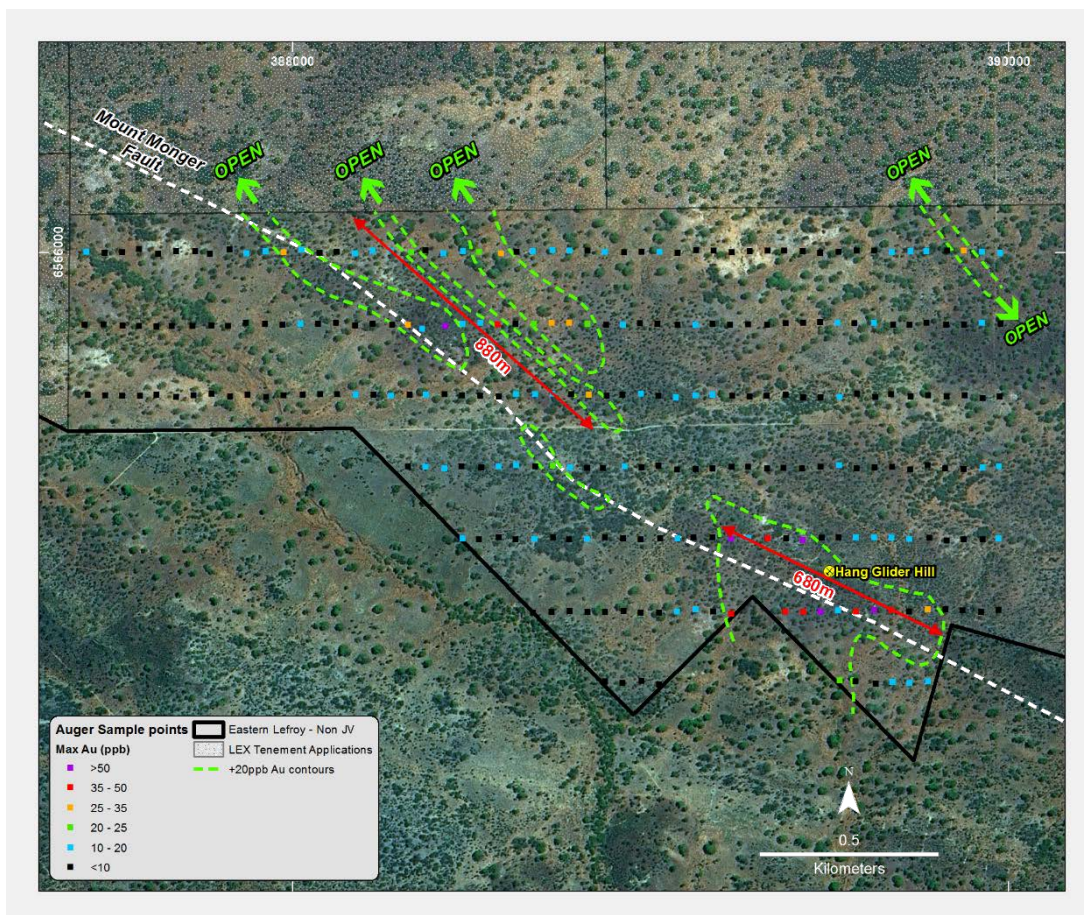 388000
390000
6566000
Mount Monger
Fault
OPEN
OPEN
OPEN
OPEN
OPEN
880m
680m
Hang Glider Hill
Auger Sample points
Max Au (ppb)
>50
35 - 50
25 - 35
20 - 25
10 - 20
<10
Eastern Lefroy - Non JV
LEX Tenement Applications
+20ppb Au contours
N
0.5
Kilometers